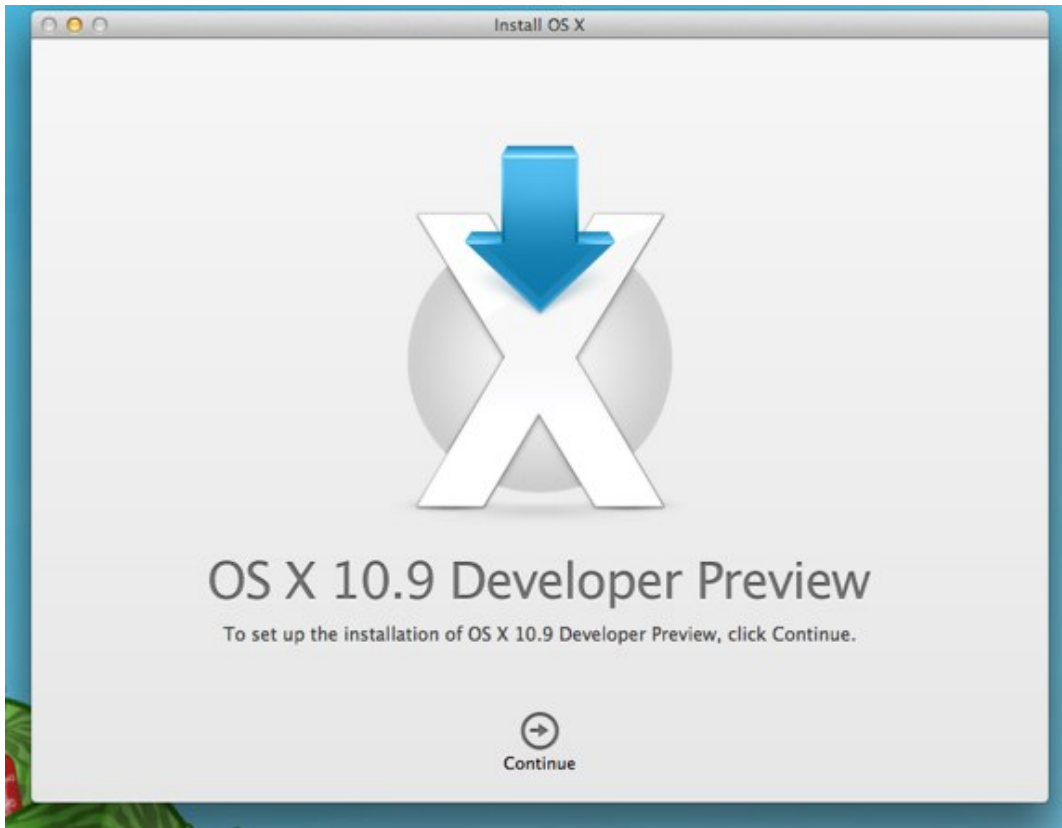 Install OS X
OS X 10.9 Developer Preview
To set up the installation of OS X 10.9 Developer Preview, click Continue.
Continue